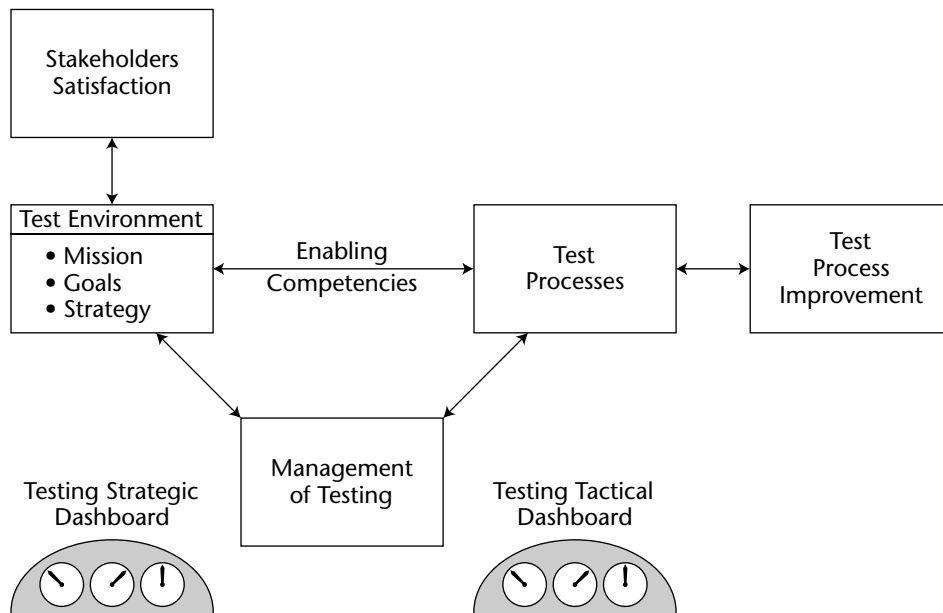 Stakeholders
Satisfaction
Test Environment
• Mission
• Goals
• Strategy
Enabling
Competencies
Test
Processes
Test
Process
Improvement
Management
of Testing
Testing Strategic
Dashboard
Testing Tactical
Dashboard